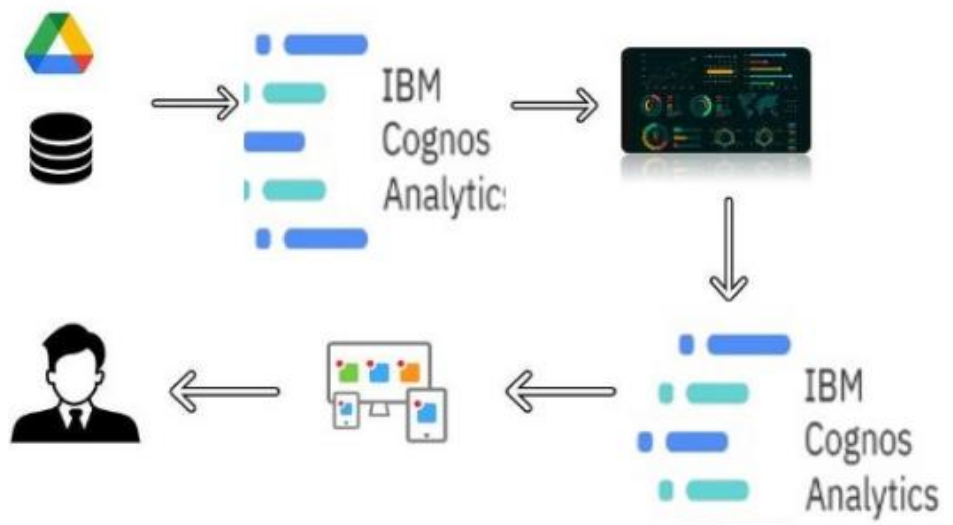 IBM
Cognos
Analytics
IBM
Cognos
Analytics